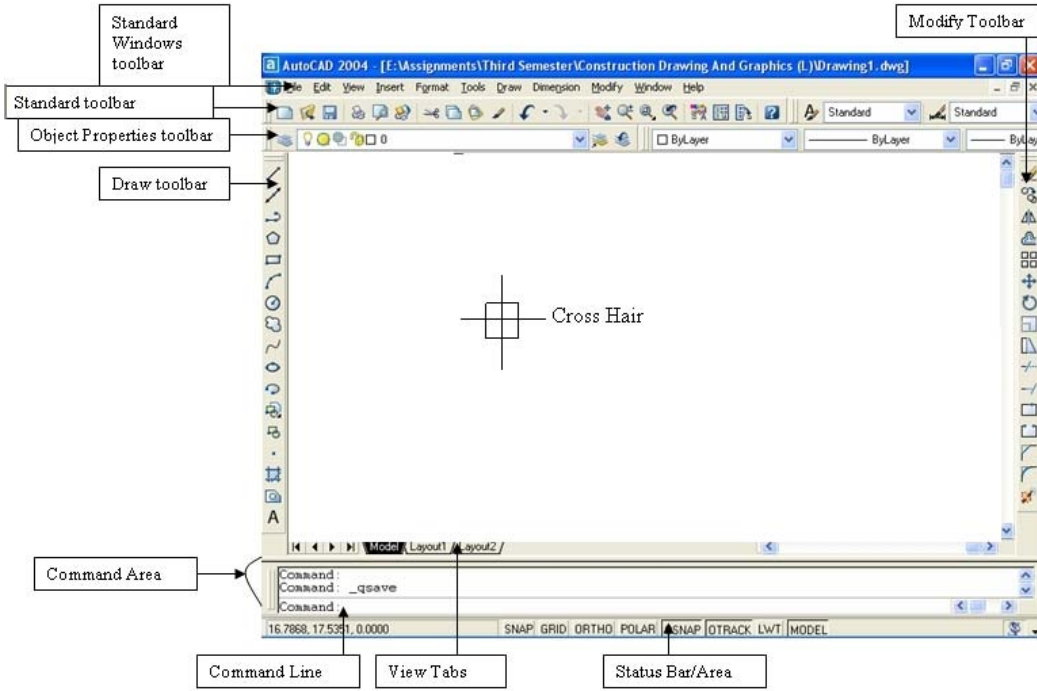 Standard
Windows
toolbar
Modify Toolbar
AutoCAD 2004 - [E:\Assignments\Third Semester\Construction Drawing And Graphics (L)\Drawing1.dwg]
Edit View Insert Format Tools Draw Dimension Modify Window Help
Standard toolbar
Standard Standard
Object Properties toolbar
0 ByLayer ByLayer
Draw toolbar
Cross Hair
A
Model Layout1 Layout2
Command Area
Command:
Command: _qsave
Command:
16.7868, 17.5351, 0.0000 SNAP GRID ORTHO POLAR OSNAP OTRACK LWT MODEL
Command Line
View Tabs
Status Bar/Area